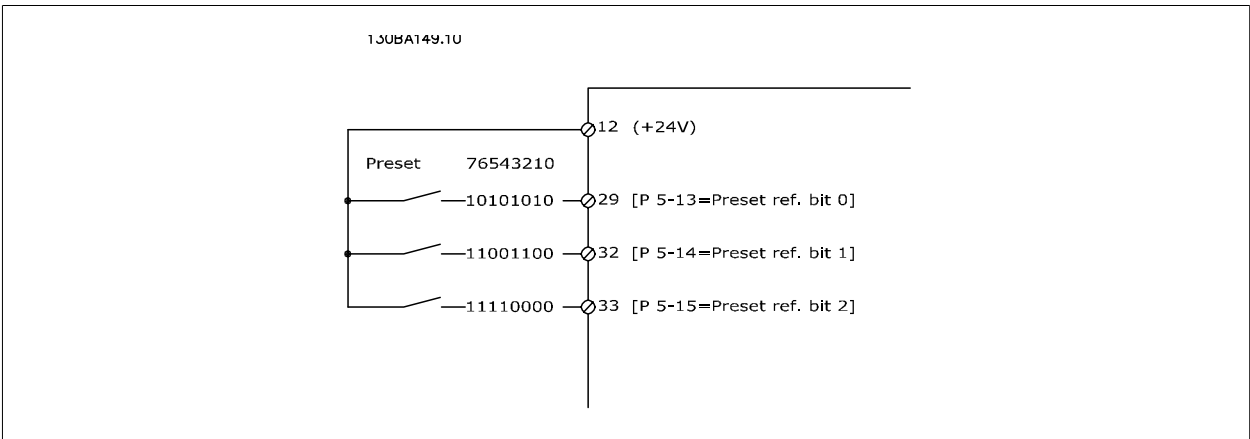 130BA149.10
12 (+24V)
Preset 76543210
10101010 29 [P 5-13=Preset ref. bit 0]
11001100 32 [P 5-14=Preset ref. bit 1]
11110000 33 [P 5-15=Preset ref. bit 2]